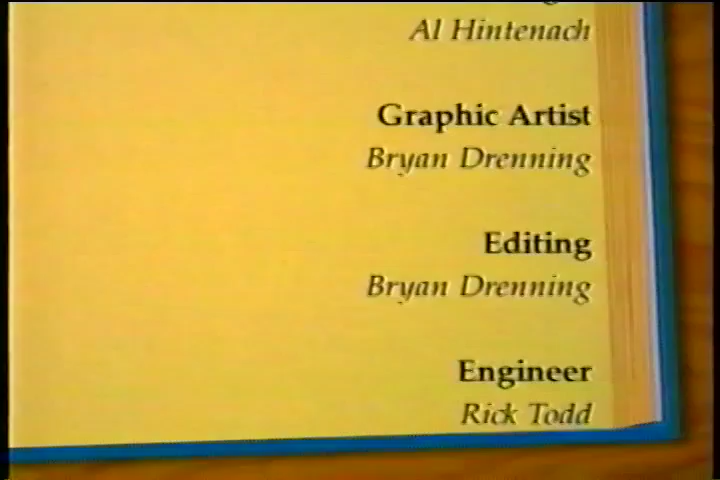 Al Hintenach
Graphic Artist
Bryan Drenning
Editing
Bryan Drenning
Engineer
Rick Todd